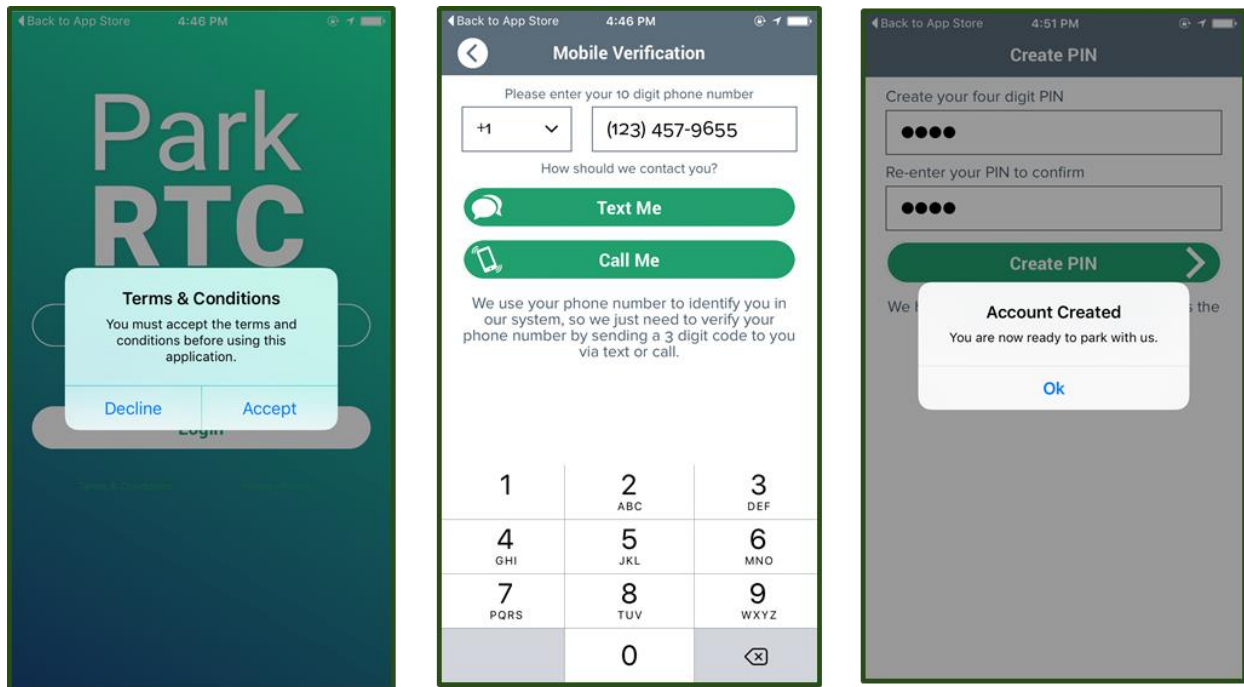 Back to App Store 4:46 PM
Park
RTC
Terms & Conditions
You must accept the terms and
conditions before using this
application.
Decline Accept
Login
Terms & Conditions
Back to App Store 4:46 PM
Mobile Verification
Please enter your 10 digit phone number
+1 (123) 457-9655
How should we contact you?
Text Me
Call Me
We use your phone number to identify you in
our system, so we just need to verify your
phone number by sending a 3 digit code to you
via text or call.
1 2 3
ABC DEF
4 5 6
GHI JKL MNO
7 8 9
PQRS TUV WXYZ
0
Back to App Store 4:51 PM
Create PIN
Create your four digit PIN
Re-enter your PIN to confirm
Create PIN
We
s the
Account Created
You are now ready to park with us.
Ok